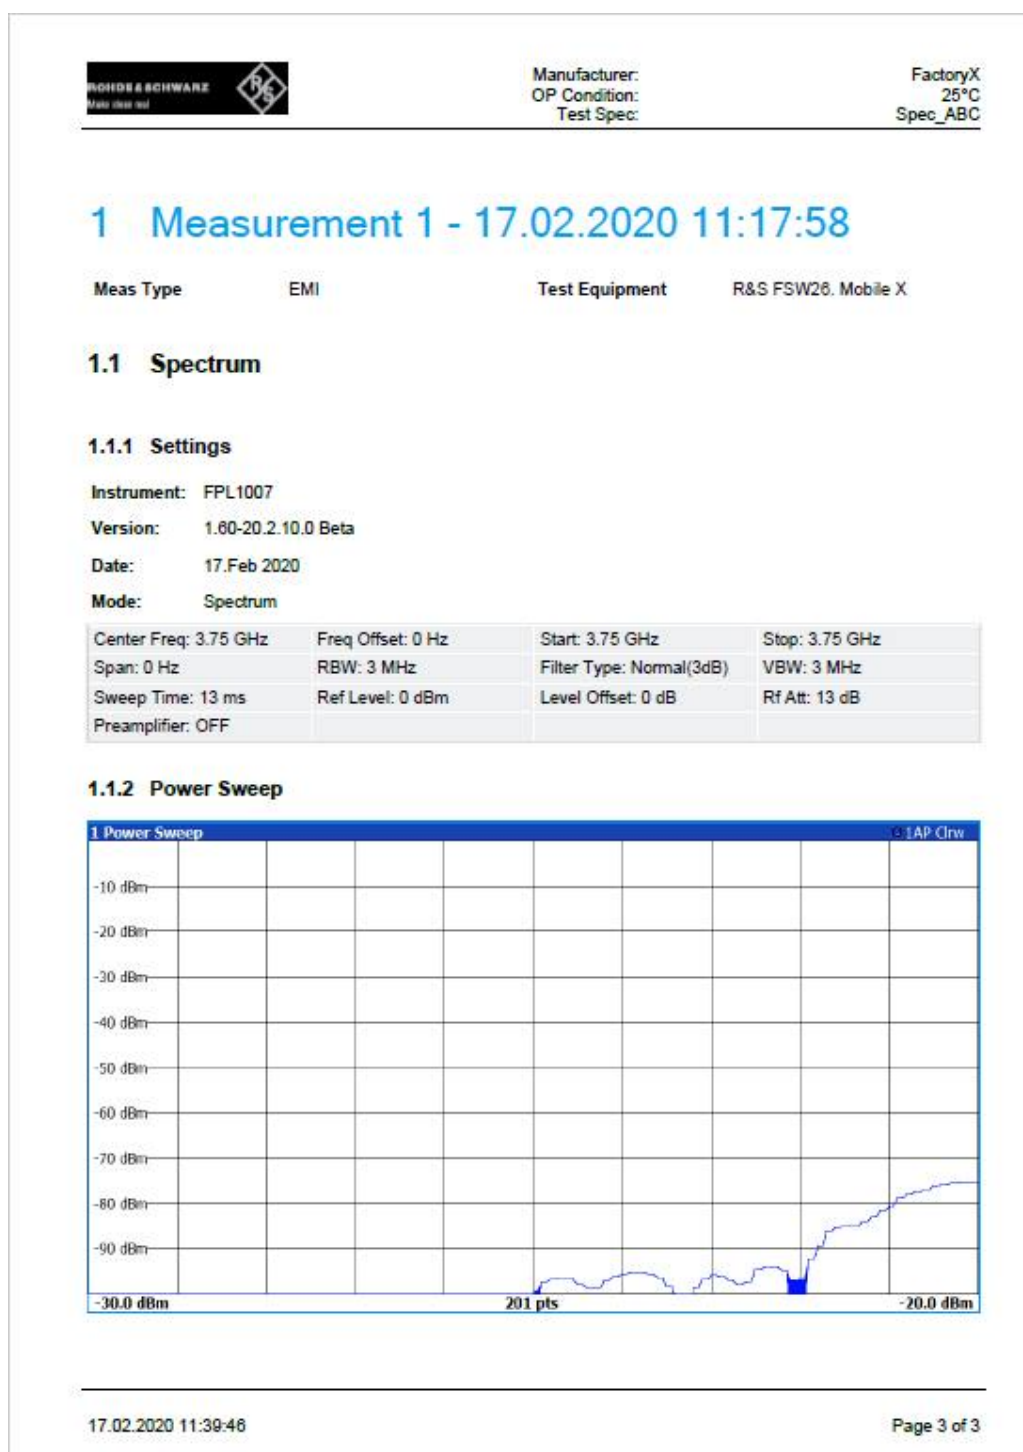 ROHDE & SCHWARZ
Make ideas real
R&S
Manufacturer: FactoryX
OP Condition: 25°C
Test Spec: Spec_ABC
1 Measurement 1 - 17.02.2020 11:17:58
Meas Type EMI Test Equipment R&S FSW26. Mobile X
1.1 Spectrum
1.1.1 Settings
Instrument: FPL1007
Version: 1.60-20.2.10.0 Beta
Date: 17.Feb 2020
Mode: Spectrum
Center Freq: 3.75 GHz Freq Offset: 0 Hz Start: 3.75 GHz Stop: 3.75 GHz
Span: 0 Hz RBW: 3 MHz Filter Type: Normal(3dB) VBW: 3 MHz
Sweep Time: 13 ms Ref Level: 0 dBm Level Offset: 0 dB Rf Att: 13 dB
Preamplifier: OFF
1.1.2 Power Sweep
1 Power Sweep 1AP Clrw
-10 dBm
-20 dBm
-30 dBm
-40 dBm
-50 dBm
-60 dBm
-70 dBm
-80 dBm
-90 dBm
-30.0 dBm 201 pts -20.0 dBm
17.02.2020 11:39:46 Page 3 of 3